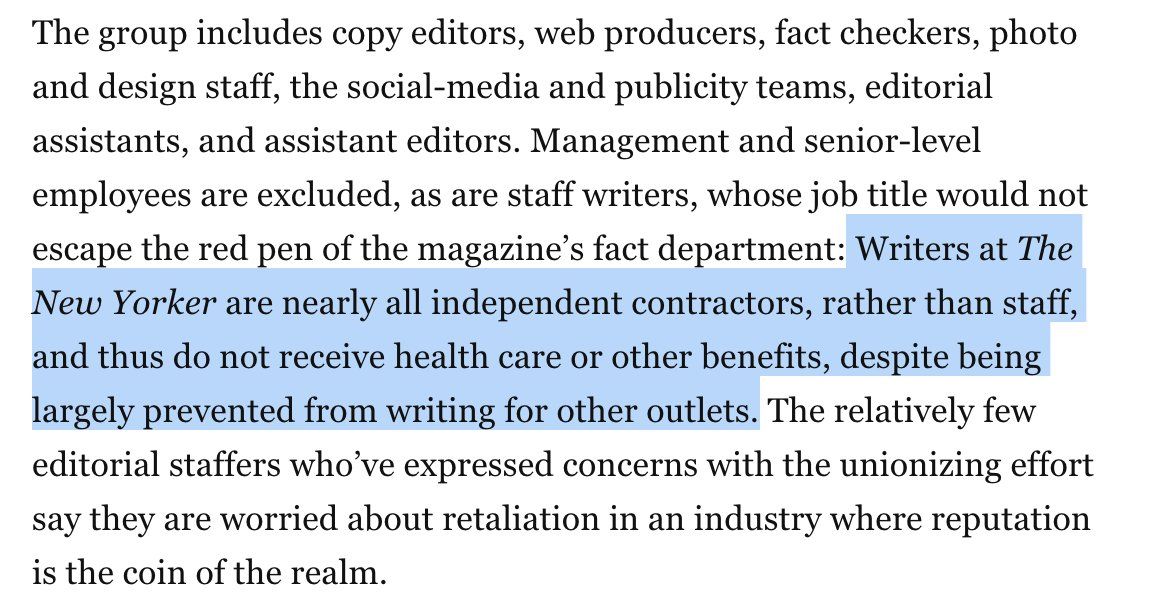 The group includes copy editors, web producers, fact checkers, photo
and design staff, the social-media and publicity teams, editorial
assistants, and assistant editors. Management and senior-level
employees are excluded, as are staff writers, whose job title would not
escape the red pen of the magazine’s fact department: Writers at The
New Yorker are nearly all independent contractors, rather than staff,
and thus do not receive health care or other benefits, despite being
largely prevented from writing for other outlets. The relatively few
editorial staffers who’ve expressed concerns with the unionizing effort
say they are worried about retaliation in an industry where reputation
is the coin of the realm.